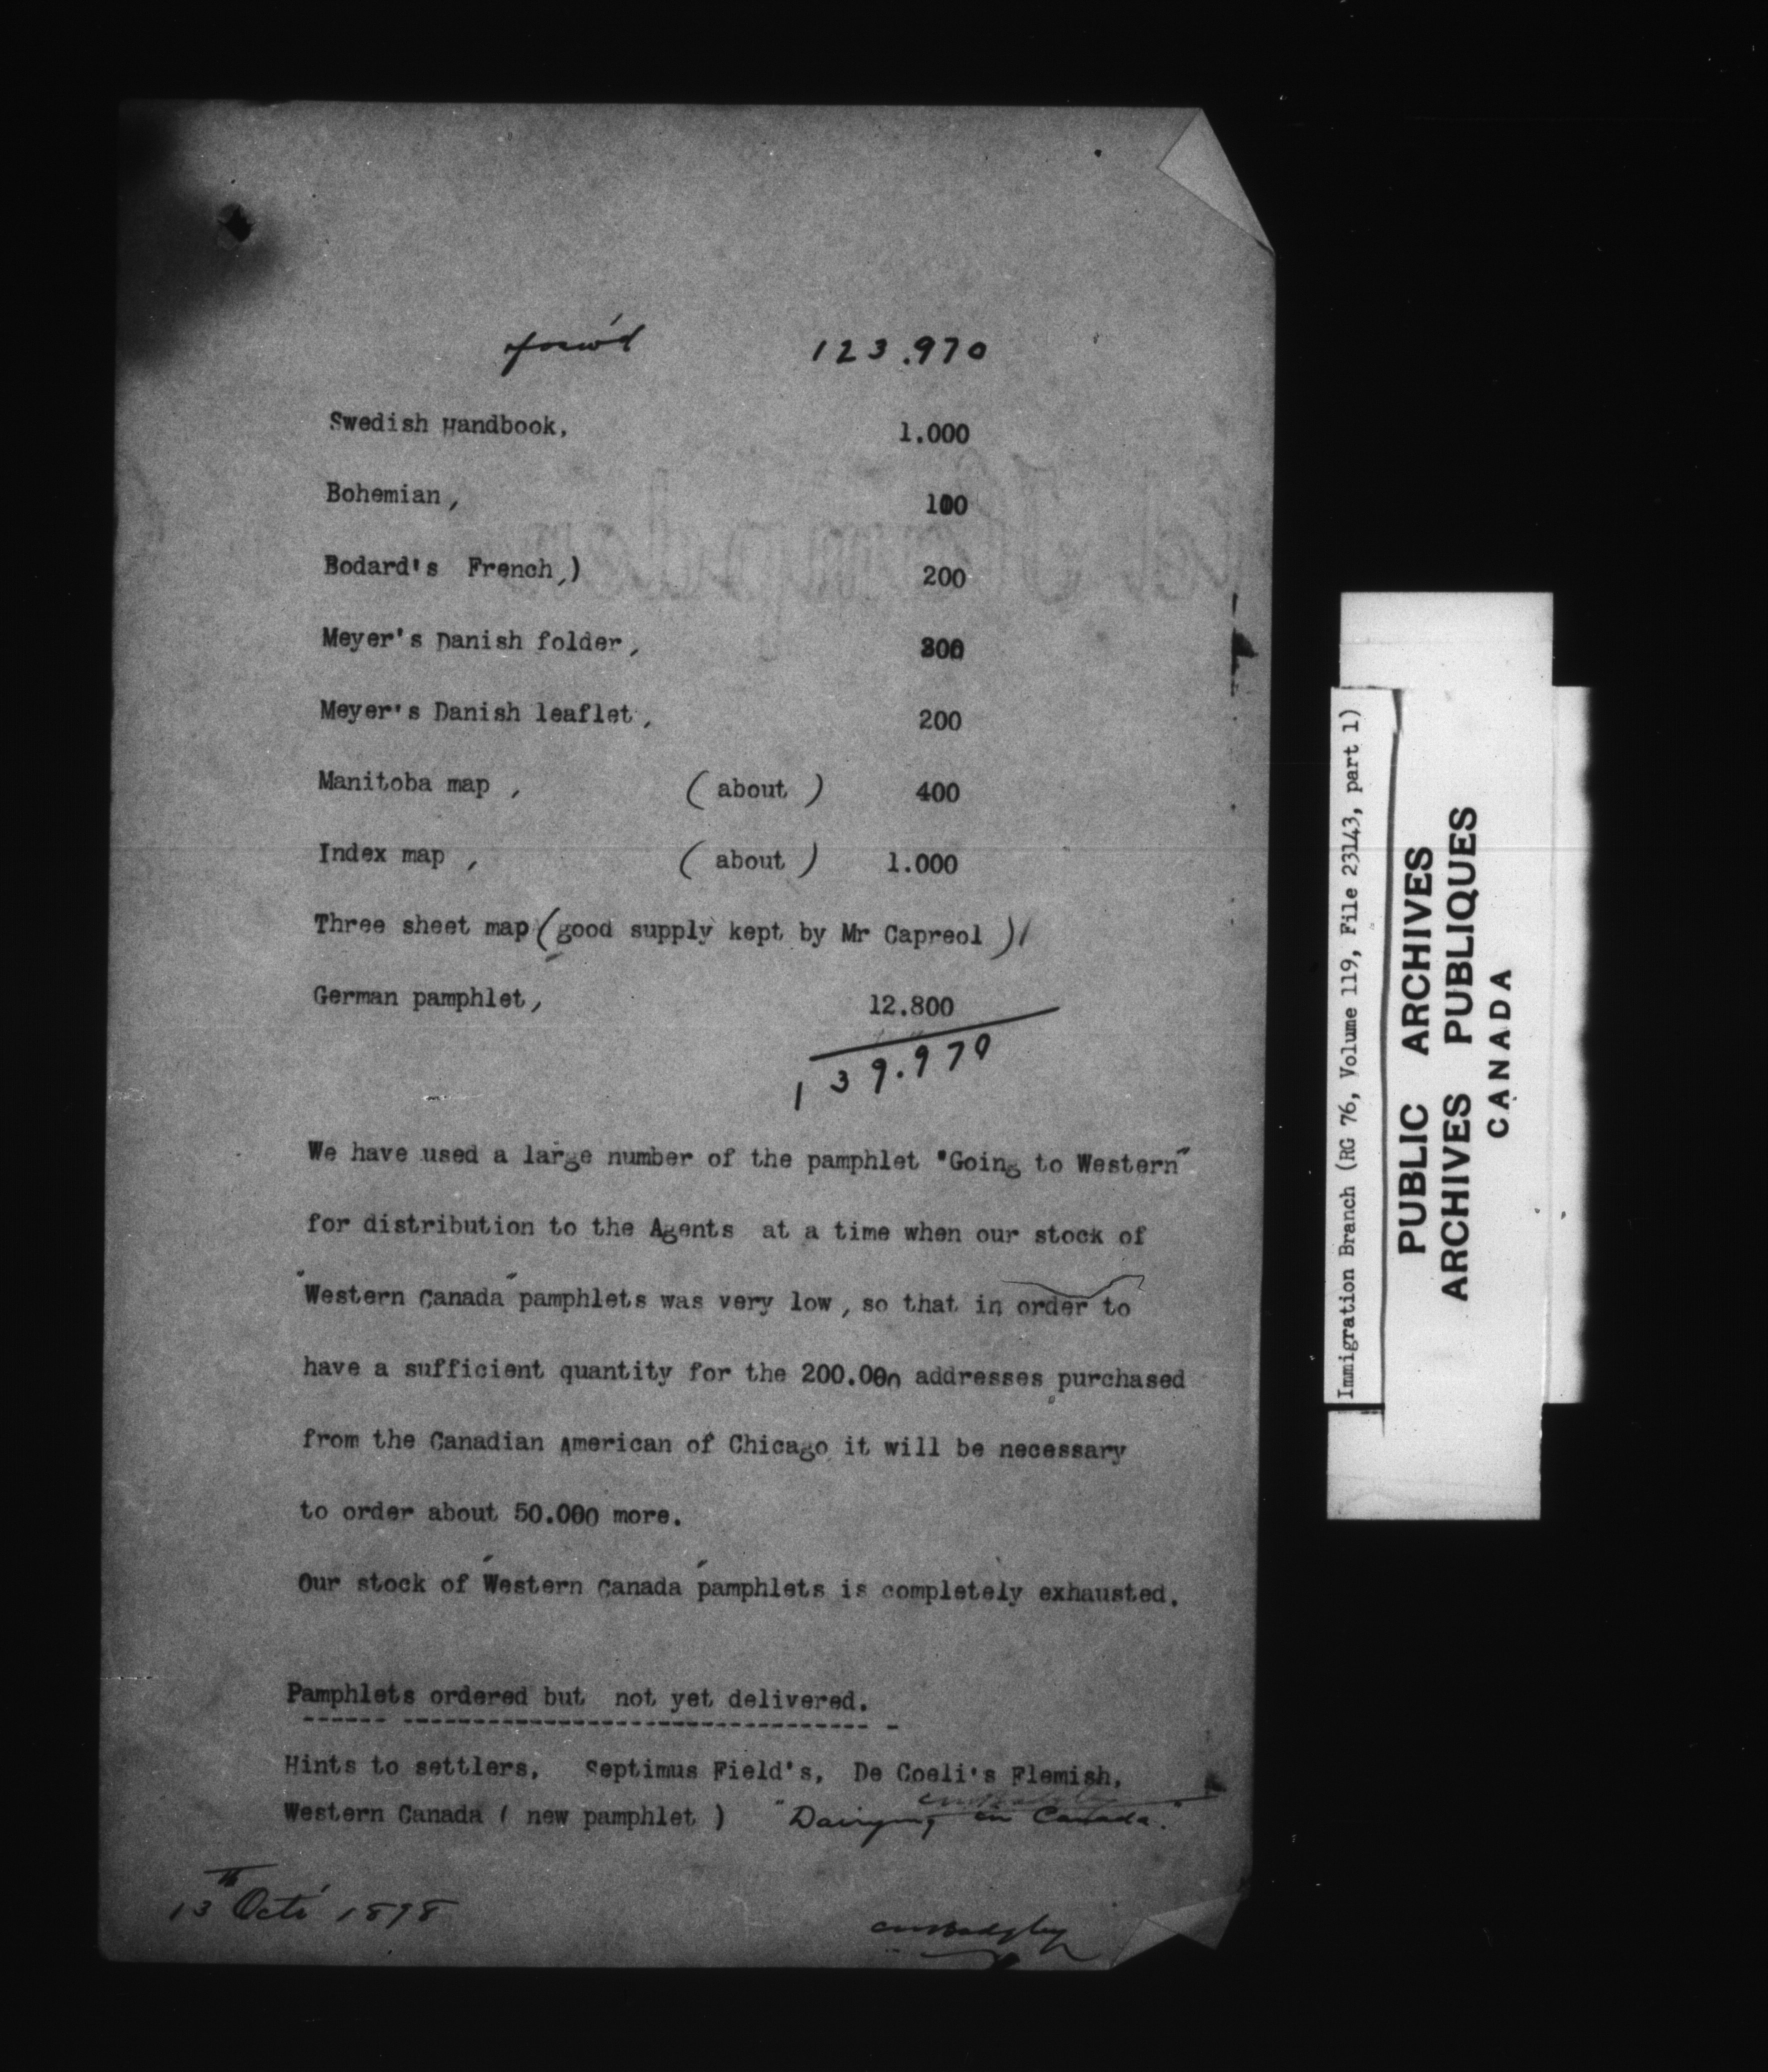 forw'd 123.970
Swedish Handbook, 1.000
Bohemian, 100
Bodard's French,) 200
Meyer's Danish folder, 300
Meyer's Danish leaflet, 200
Manitoba map , ( about ) 400
Index map , ( about ) 1.000
Three sheet map (good supply kept by Mr Capreol )/
German pamphlet, 12.800
139.970
We have used a large number of the pamphlet "Going to Western"
for distribution to the Agents at a time when our stock of
"Western Canada" pamphlets was very low, so that in order to
have a sufficient quantity for the 200.000 addresses purchased
from the Canadian American of Chicago it will be necessary
to order about 50.000 more.
Our stock of "Western Canada" pamphlets is completely exhausted.
Pamphlets ordered but not yet delivered.
Hints to settlers, Septimus Field's, De Coeli's Flemish,
Western Canada ( new pamphlet ) "Dairying in Canada."
13th Oct' 1898
Immigration Branch (RG 76, Volume 119, File 23143, part 1)
PUBLIC ARCHIVES
ARCHIVES PUBLIQUES
CANADA